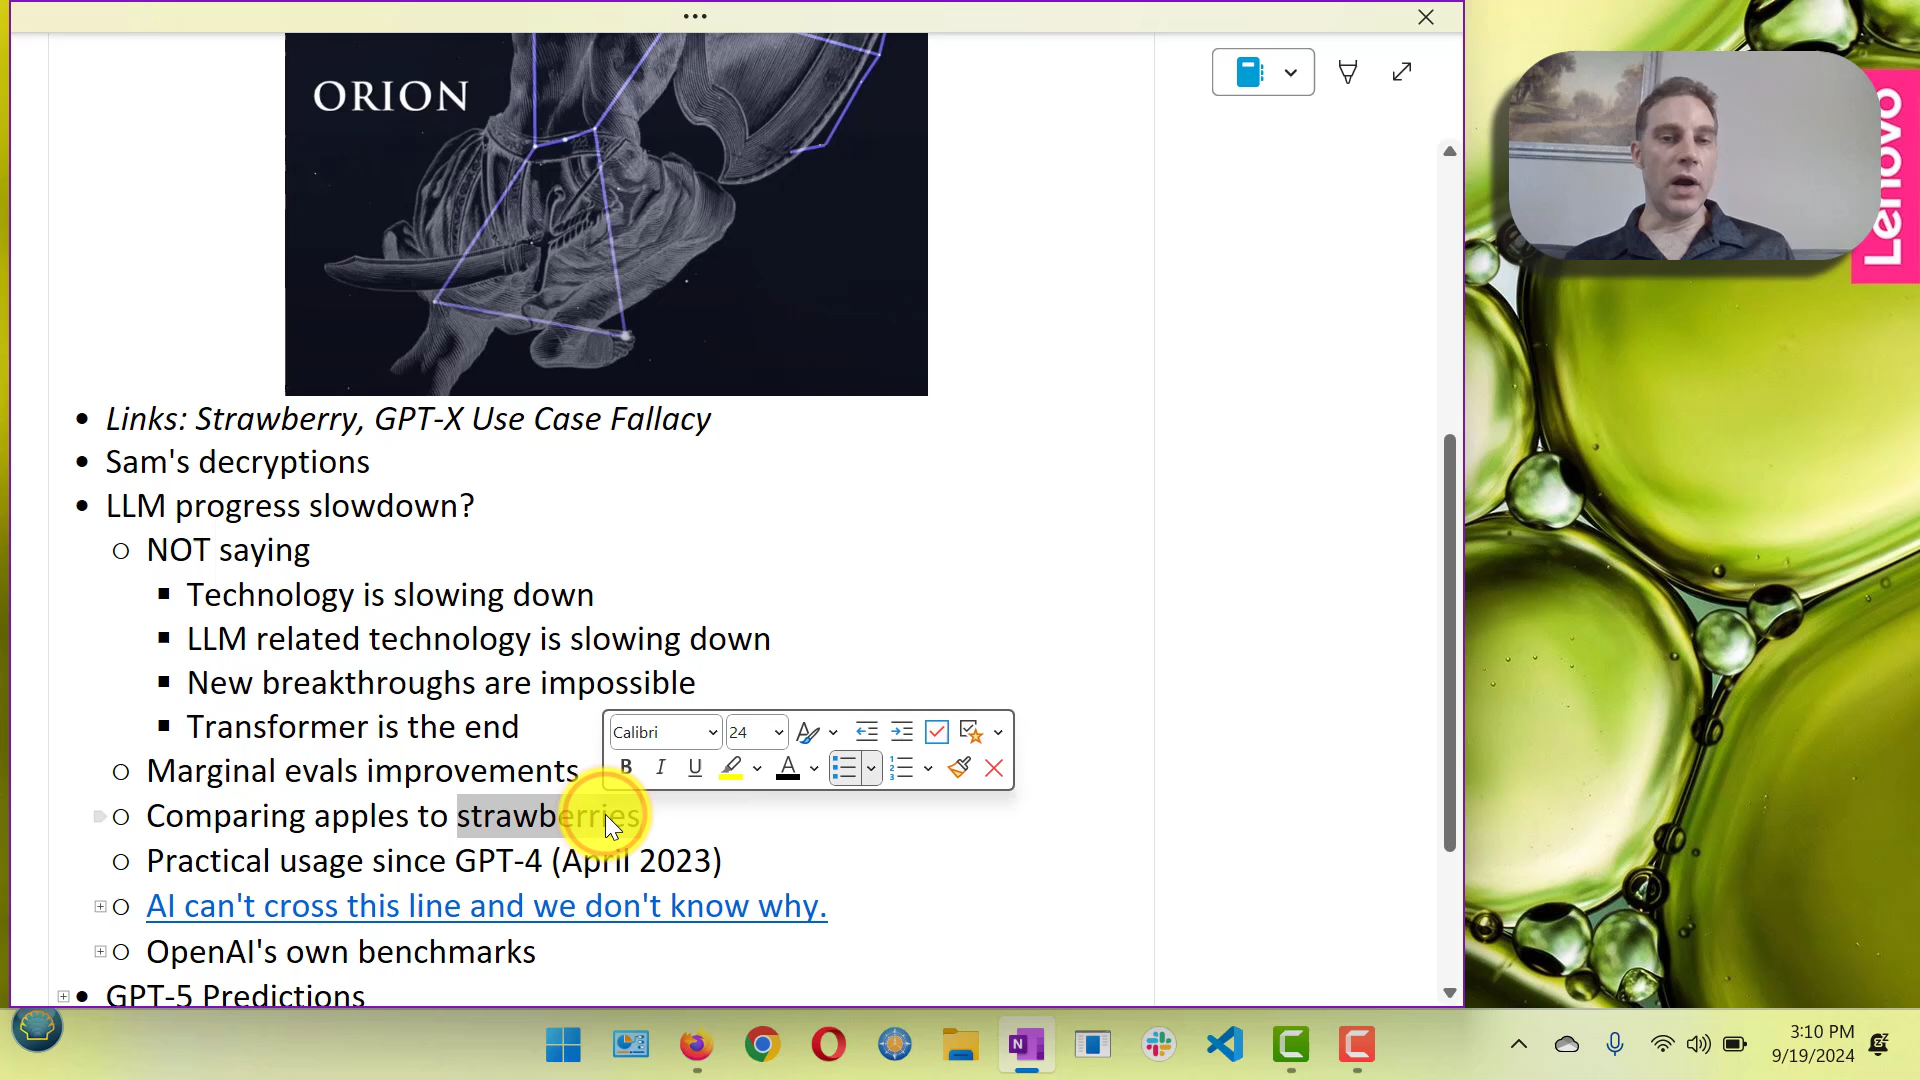 ORION
Links: Strawberry, GPT-X Use Case Fallacy
Sam's decryptions
LLM progress slowdown?
NOT saying
Technology is slowing down
LLM related technology is slowing down
New breakthroughs are impossible
Transformer is the end
Calibri
24
B I U
A
Marginal evals improvements
Comparing apples to strawberries
Practical usage since GPT-4 (April 2023)
AI can't cross this line and we don't know why.
OpenAI's own benchmarks
GPT-5 Predictions
Lenovo
3:10 PM
9/19/2024